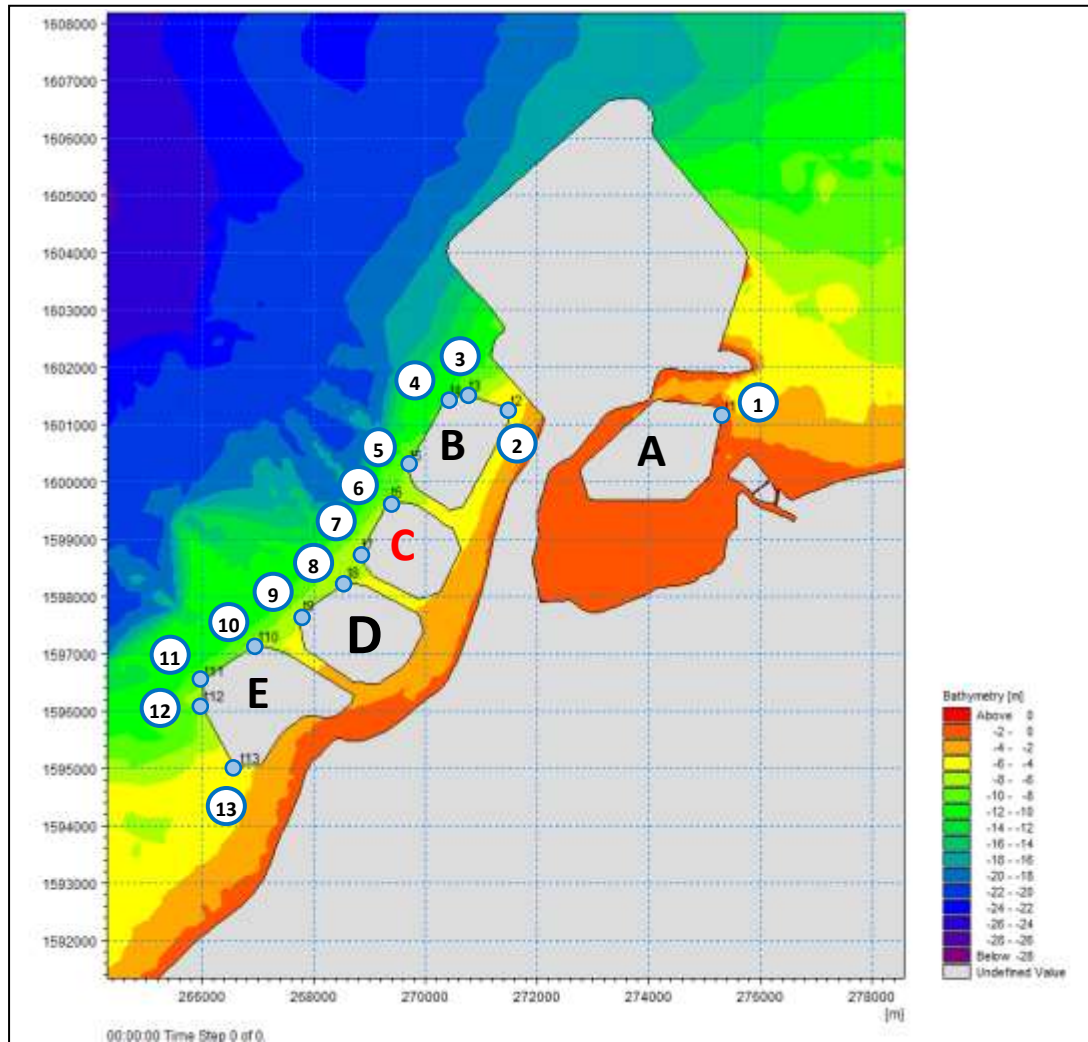 1608000
1607000
1606000
1605000
1604000
1603000
1602000
1601000
1600000
1599000
1598000
1597000
1596000
1595000
1594000
1593000
1592000
266000 268000 270000 272000 274000 276000 278000
[m]
3
4 t4 t3
t2 t1 1
B 2 A
5 t5
6 t6
7 t7 C
8 t8
9 t9
10 t10 D
11 t11
12 t12 E
t13
13
Bathymetry [m]
Above 0
-2 - 0
-4 - -2
-6 - -4
-8 - -6
-10 - -8
-12 - -10
-14 - -12
-16 - -14
-18 - -16
-20 - -18
-22 - -20
-24 - -22
-26 - -24
-28 - -26
Below -28
Undefined Value
00:00:00 Time Step 0 of 0.